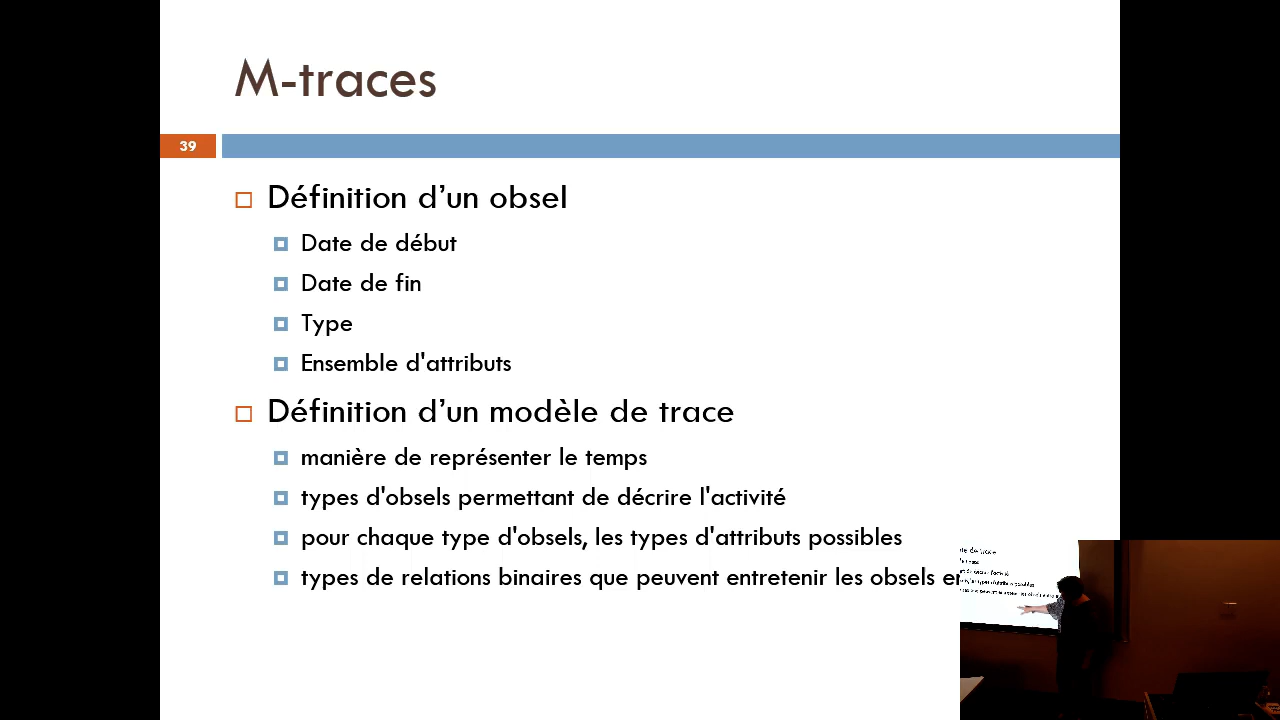 M-traces
39
Définition d’un obsel
Date de début
Date de fin
Type
Ensemble d'attributs
Définition d’un modèle de trace
manière de représenter le temps
types d'obsels permettant de décrire l'activité
pour chaque type d'obsels, les types d'attributs possibles
types de relations binaires que peuvent entretenir les obsels